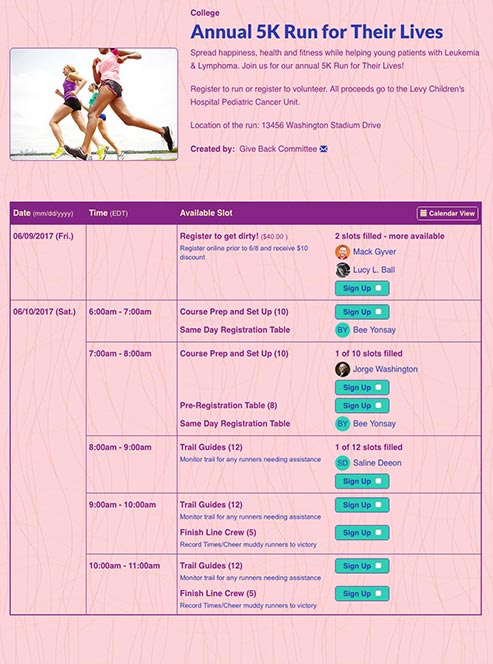 College
Annual 5K Run for Their Lives
Spread happiness, health and fitness while helping young patients with Leukemia
& Lymphoma. Join us for our annual 5K Run for Their Lives!
Register to run or register to volunteer. All proceeds go to the Levy Children's
Hospital Pediatric Cancer Unit.
Location of the run: 13456 Washington Stadium Drive
Created by: Give Back Committee
Date (mm/dd/yyyy) Time (EDT) Available Slot Calendar View
06/09/2017 (Fri.) Register to get dirty! ($40.00 ) 2 slots filled - more available
Register online prior to 6/8 and receive $10
discount
Mack Gyver
Lucy L. Ball
Sign Up
06/10/2017 (Sat.) 6:00am - 7:00am Course Prep and Set Up (10) Sign Up
Same Day Registration Table BY Bee Yonsay
7:00am - 8:00am Course Prep and Set Up (10) 1 of 10 slots filled
Jorge Washington
Sign Up
Pre-Registration Table (8) Sign Up
Same Day Registration Table BY Bee Yonsay
8:00am - 9:00am Trail Guides (12) 1 of 12 slots filled
Monitor trail for any runners needing assistance SD Saline Deeon
Sign Up
9:00am - 10:00am Trail Guides (12) Sign Up
Monitor trail for any runners needing assistance
Finish Line Crew (5) Sign Up
Record Times/Cheer muddy runners to victory
10:00am - 11:00am Trail Guides (12) Sign Up
Monitor trail for any runners needing assistance
Finish Line Crew (5) Sign Up
Record Times/Cheer muddy runners to victory